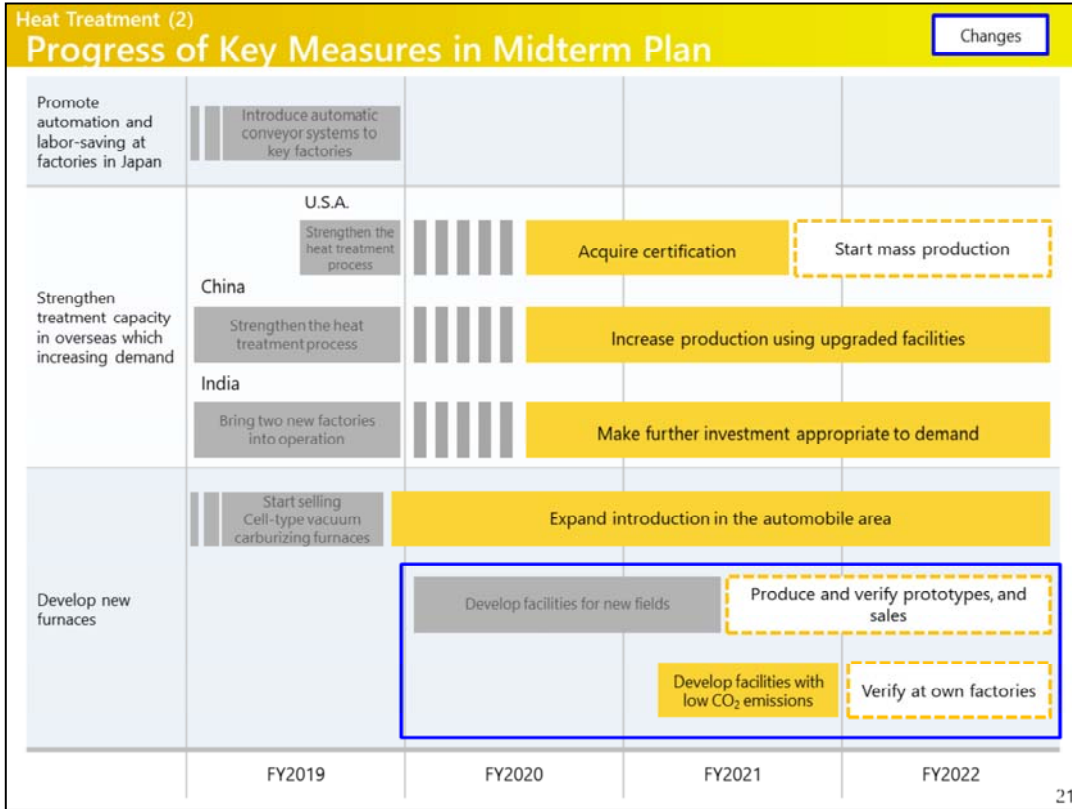 Heat Treatment (2)
Progress of Key Measures in Midterm Plan
Changes
Promote
automation and
labor-saving at
factories in Japan
Introduce automatic
conveyor systems to
key factories
Strengthen
treatment capacity
in overseas which
increasing demand
U.S.A.
Strengthen the
heat treatment
process
Acquire certification
Start mass production
China
Strengthen the heat
treatment process
Increase production using upgraded facilities
India
Bring two new factories
into operation
Make further investment appropriate to demand
Develop new
furnaces
Start selling
Cell-type vacuum
carburizing furnaces
Expand introduction in the automobile area
Develop facilities for new fields
Produce and verify prototypes, and
sales
Develop facilities with
low CO₂ emissions
Verify at own factories
FY2019
FY2020
FY2021
FY2022
21